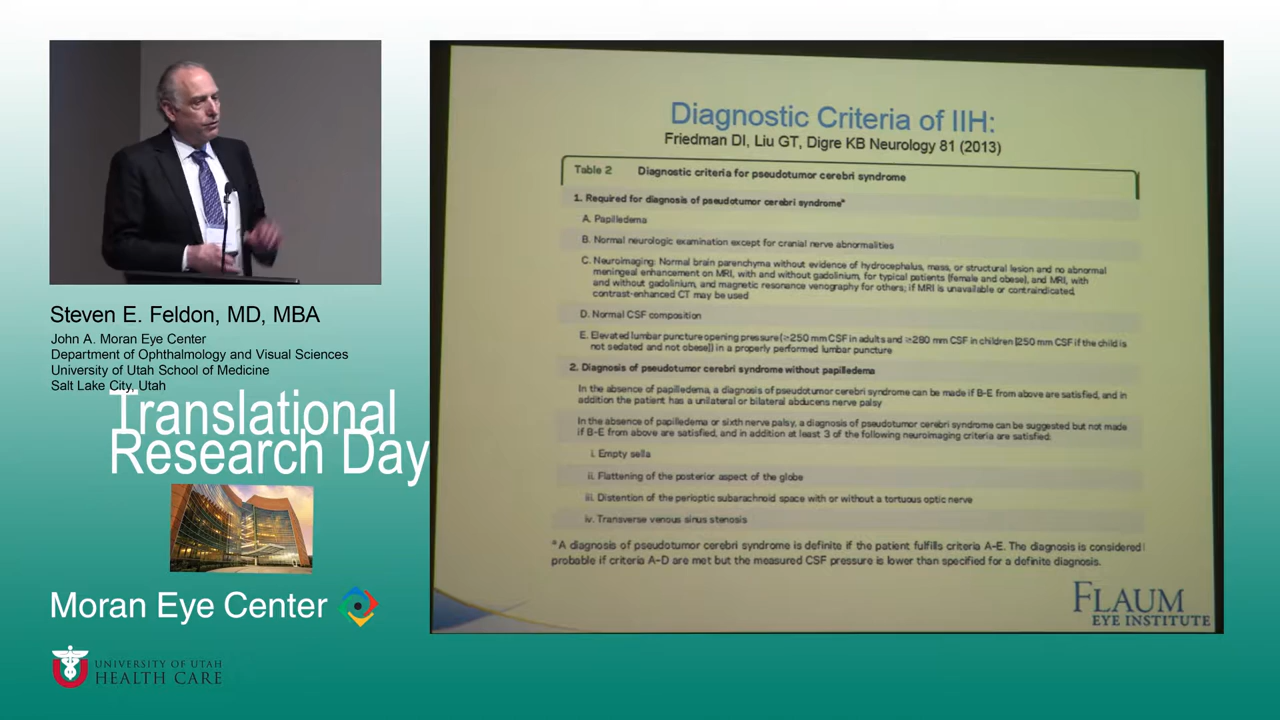 Steven E. Feldon, MD, MBA
John A. Moran Eye Center
Department of Ophthalmology and Visual Sciences
University of Utah School of Medicine
Salt Lake City, Utah
Translational
Research Day
Moran Eye Center
UNIVERSITY OF UTAH
HEALTH CARE
Diagnostic Criteria of IIH:
Friedman DI, Liu GT, Digre KB Neurology 81 (2013)
Table 2 Diagnostic criteria for pseudotumor cerebri syndrome
1. Required for diagnosis of pseudotumor cerebri syndrome*
A. Papilledema
B. Normal neurologic examination except for cranial nerve abnormalities
C. Neuroimaging: Normal brain parenchyma without evidence of hydrocephalus, mass, or structural lesion and no abnormal
meningeal enhancement on MRI, with and without gadolinium, for typical patients (female and obese), and MRI, with
and without gadolinium, and magnetic resonance venography for others; if MRI is unavailable or contraindicated,
contrast-enhanced CT may be used
D. Normal CSF composition
E. Elevated lumbar puncture opening pressure (≥250 mm CSF in adults and ≥280 mm CSF in children [250 mm CSF if the child is
not sedated and not obese]) in a properly performed lumbar puncture
2. Diagnosis of pseudotumor cerebri syndrome without papilledema
In the absence of papilledema, a diagnosis of pseudotumor cerebri syndrome can be made if B-E from above are satisfied, and in
addition the patient has a unilateral or bilateral abducens nerve palsy
In the absence of papilledema or sixth nerve palsy, a diagnosis of pseudotumor cerebri syndrome can be suggested but not made
if B-E from above are satisfied, and in addition at least 3 of the following neuroimaging criteria are satisfied:
i. Empty sella
ii. Flattening of the posterior aspect of the globe
iii. Distention of the perioptic subarachnoid space with or without a tortuous optic nerve
iv. Transverse venous sinus stenosis
*A diagnosis of pseudotumor cerebri syndrome is definite if the patient fulfills criteria A-E. The diagnosis is considered
probable if criteria A-D are met but the measured CSF pressure is lower than specified for a definite diagnosis.
FLAUM
EYE INSTITUTE